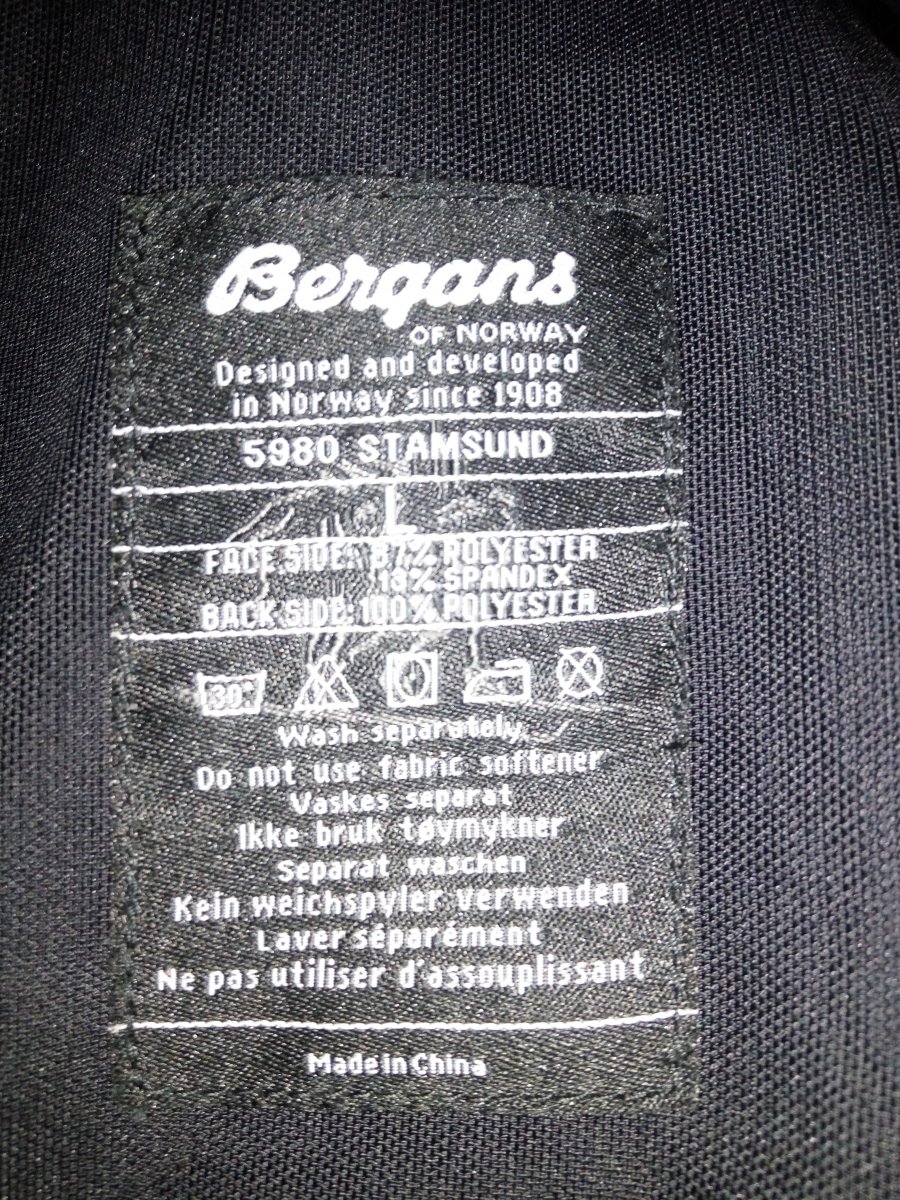 Bergans
OF NORWAY
Designed and developed
in Norway since 1908
5980 STAMSUND
L
FACE SIDE: 87% POLYESTER
13% SPANDEX
BACK SIDE: 100% POLYESTER
30°
Wash separately.
Do not use fabric softener
Vaskes separat
Ikke bruk tøymykner
Separat waschen
Kein weichspyler verwenden
Laver séparément
Ne pas utiliser d'assouplissant
Made in China